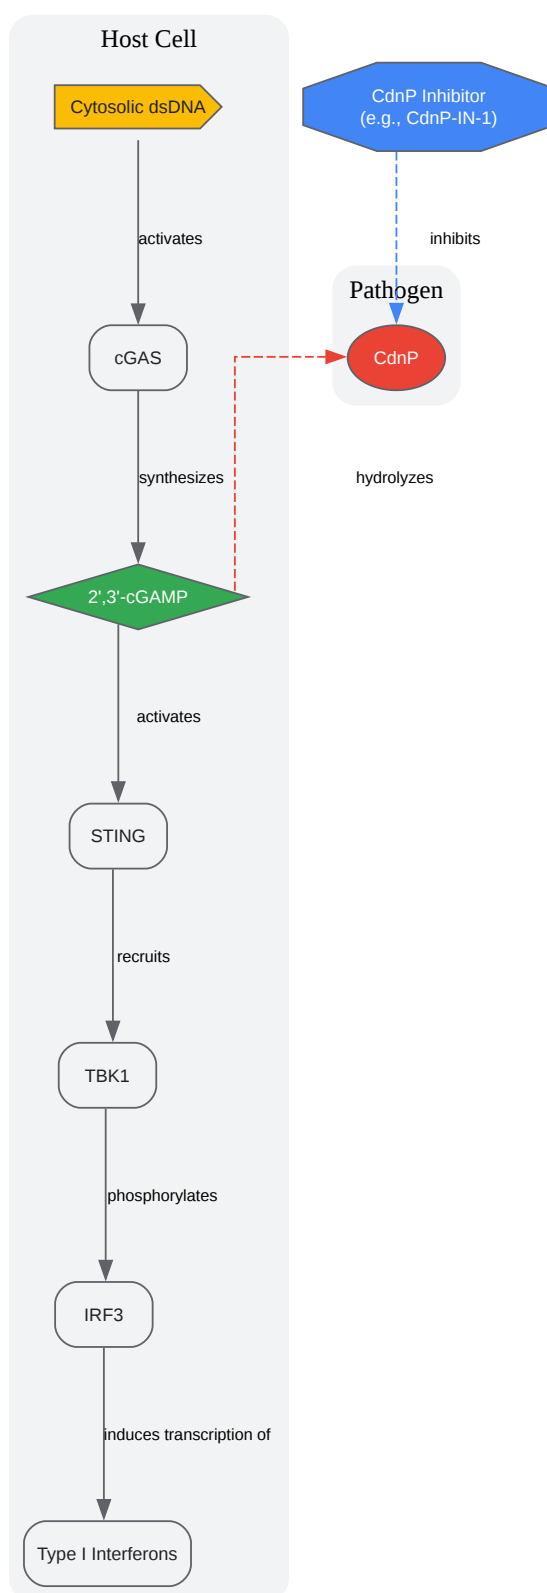 Host Cell
Cytosolic dsDNA
CdnP Inhibitor
(e.g., CdnP-IN-1)
activates
inhibits
Pathogen
cGAS
CdnP
synthesizes
hydrolyzes
2',3'-cGAMP
activates
STING
recruits
TBK1
phosphorylates
IRF3
induces transcription of
Type I Interferons